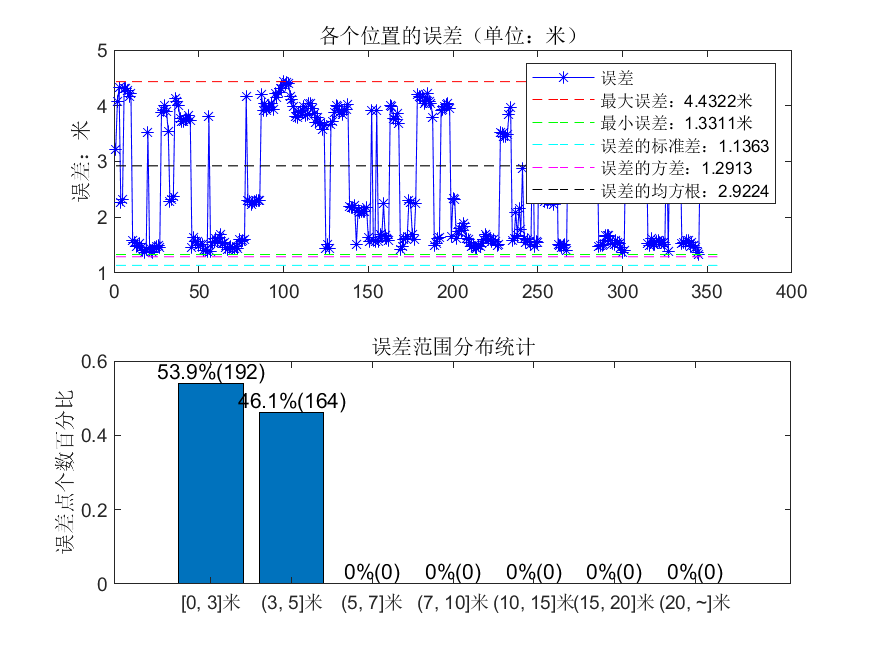 各个位置的误差（单位：米）
误差：米
5
4
3
2
1
0 50 100 150 200 250 300 350 400
误差
最大误差：4.4322米
最小误差：1.3311米
误差的标准差：1.1363
误差的方差：1.2913
误差的均方根：2.9224
误差范围分布统计
误差点个数百分比
0.6
0.4
0.2
0
53.9%(192)
46.1%(164)
0%(0) 0%(0) 0%(0) 0%(0) 0%(0)
[0, 3]米 (3, 5]米 (5, 7]米 (7, 10]米 (10, 15]米 (15, 20]米 (20, ~]米